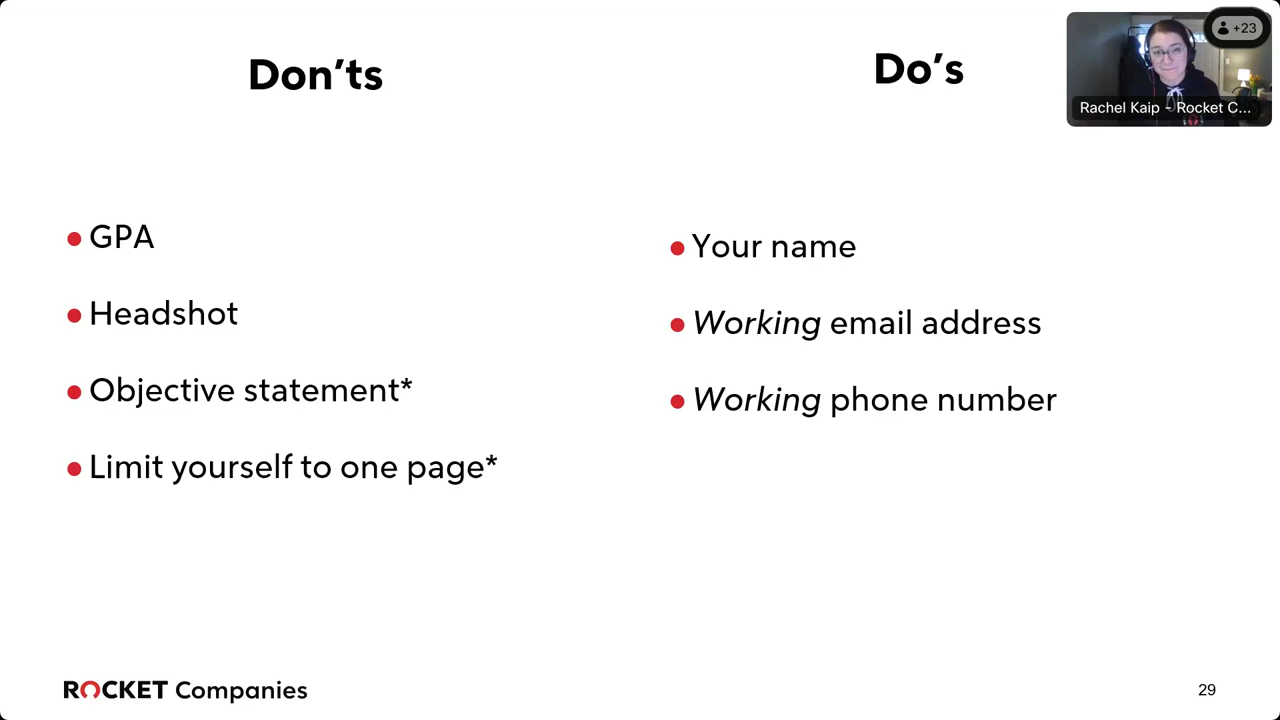 Don’ts
GPA
Headshot
Objective statement*
Limit yourself to one page*
Do’s
Your name
Working email address
Working phone number
+23
Rachel Kaip - Rocket C...
ROCKET Companies
29